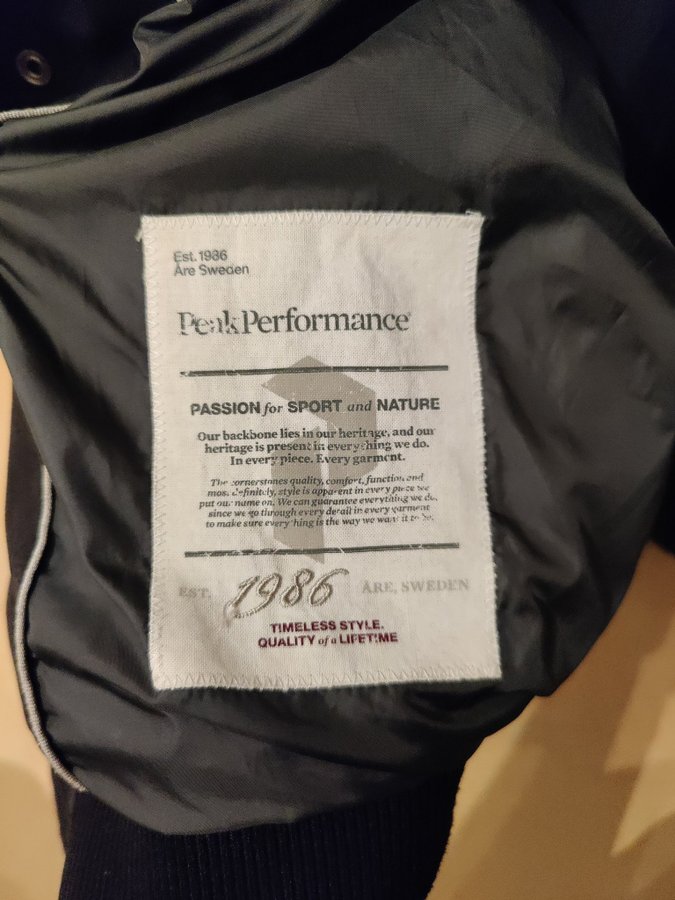 Est. 1986
Åre Sweden
PeakPerformance
PASSION for SPORT and NATURE
Our backbone lies in our heritage, and our
heritage is present in everything we do.
In every piece. Every garment.
The cornerstones quality, comfort, function, and
most definitely, style is apparent in every piece we
put our name on. We can guarantee everything we do,
since we go through every detail in every garment
to make sure everything is the way we want it to be.
EST. 1986 ÅRE, SWEDEN
TIMELESS STYLE.
QUALITY of a LIFETIME